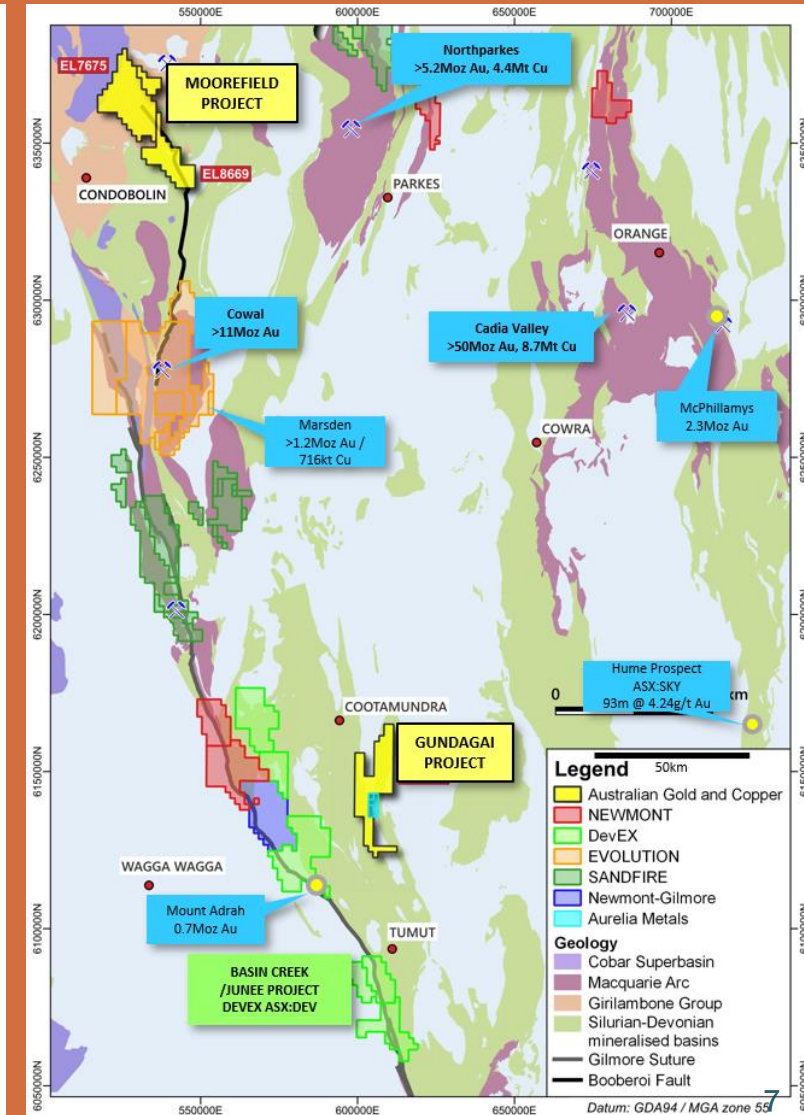 550000E
600000E
650000E
700000E
Northparkes
>5.2Moz Au, 4.4Mt Cu
EL7675
MOOREFIELD
PROJECT
6350000N
EL8669
CONDOBOLIN
PARKES
ORANGE
6300000N
Cowal
>11Moz Au
Cadia Valley
>50Moz Au, 8.7Mt Cu
McPhillamys
2.3Moz Au
Marsden
>1.2Moz Au /
716kt Cu
COWRA
6250000N
6200000N
Hume Prospect
ASX:SKY
93m @ 4.24g/t Au
0
COOTAMUNDRA
GUNDAGAI
PROJECT
6150000N
50km
Legend
Australian Gold and Copper
NEWMONT
DevEX
EVOLUTION
SANDFIRE
Newmont-Gilmore
Aurelia Metals
Geology
Cobar Superbasin
Macquarie Arc
Girilambone Group
Silurian-Devonian
mineralised basins
Gilmore Suture
Booberoi Fault
WAGGA WAGGA
Mount Adrah
0.7Moz Au
TUMUT
6100000N
BASIN CREEK
/JUNEE PROJECT
DEVEX ASX:DEV
6050000N
550000E
600000E
650000E
700000E
Datum: GDA94 / MGA zone 55
7